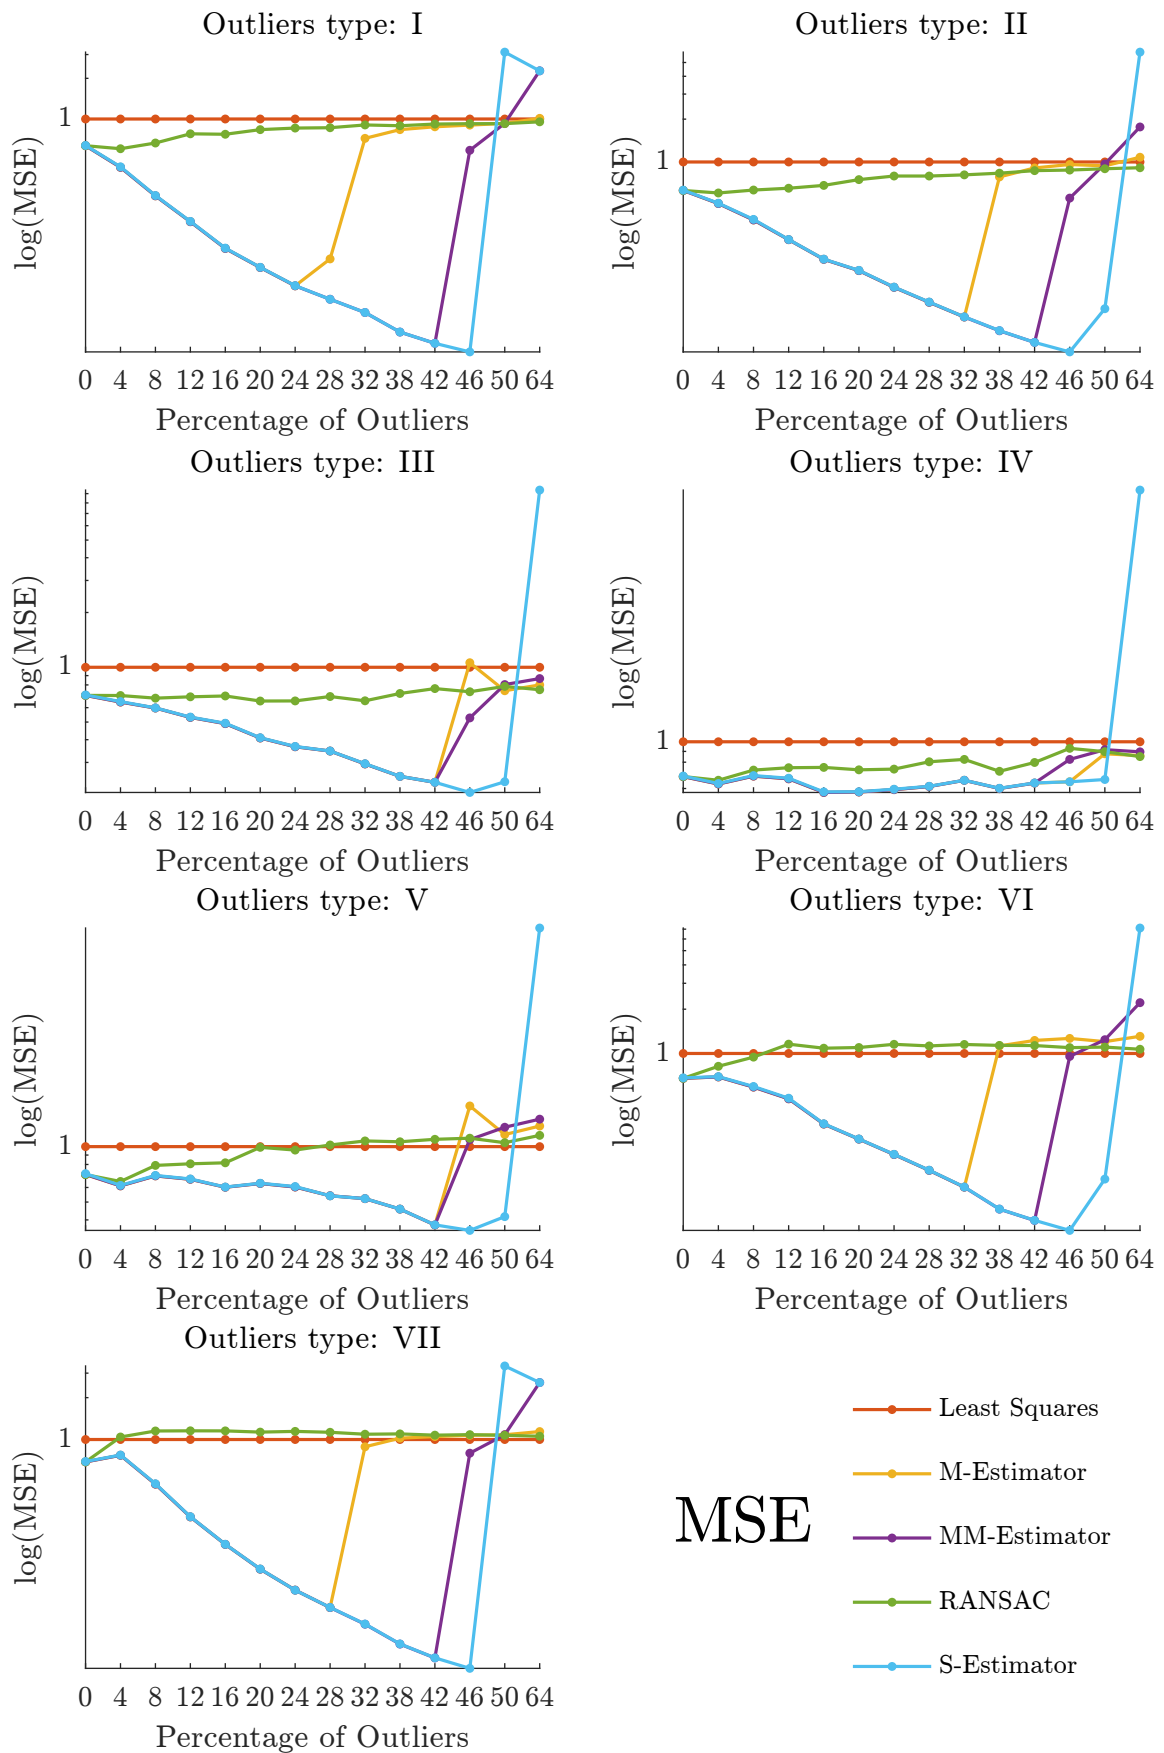 Outliers type: I
log(MSE)
1
0 4 8 12 16 20 24 28 32 38 42 46 50 64
Percentage of Outliers
Outliers type: II
log(MSE)
1
0 4 8 12 16 20 24 28 32 38 42 46 50 64
Percentage of Outliers
Outliers type: III
log(MSE)
1
0 4 8 12 16 20 24 28 32 38 42 46 50 64
Percentage of Outliers
Outliers type: IV
log(MSE)
1
0 4 8 12 16 20 24 28 32 38 42 46 50 64
Percentage of Outliers
Outliers type: V
log(MSE)
1
0 4 8 12 16 20 24 28 32 38 42 46 50 64
Percentage of Outliers
Outliers type: VI
log(MSE)
1
0 4 8 12 16 20 24 28 32 38 42 46 50 64
Percentage of Outliers
Outliers type: VII
log(MSE)
1
0 4 8 12 16 20 24 28 32 38 42 46 50 64
Percentage of Outliers
MSE
Least Squares
M-Estimator
MM-Estimator
RANSAC
S-Estimator